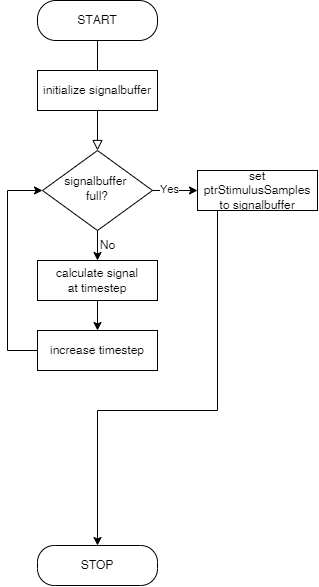 START
initialize signalbuffer
signalbuffer
full?
Yes
set
ptrStimulusSamples
to signalbuffer
No
calculate signal
at timestep
increase timestep
STOP